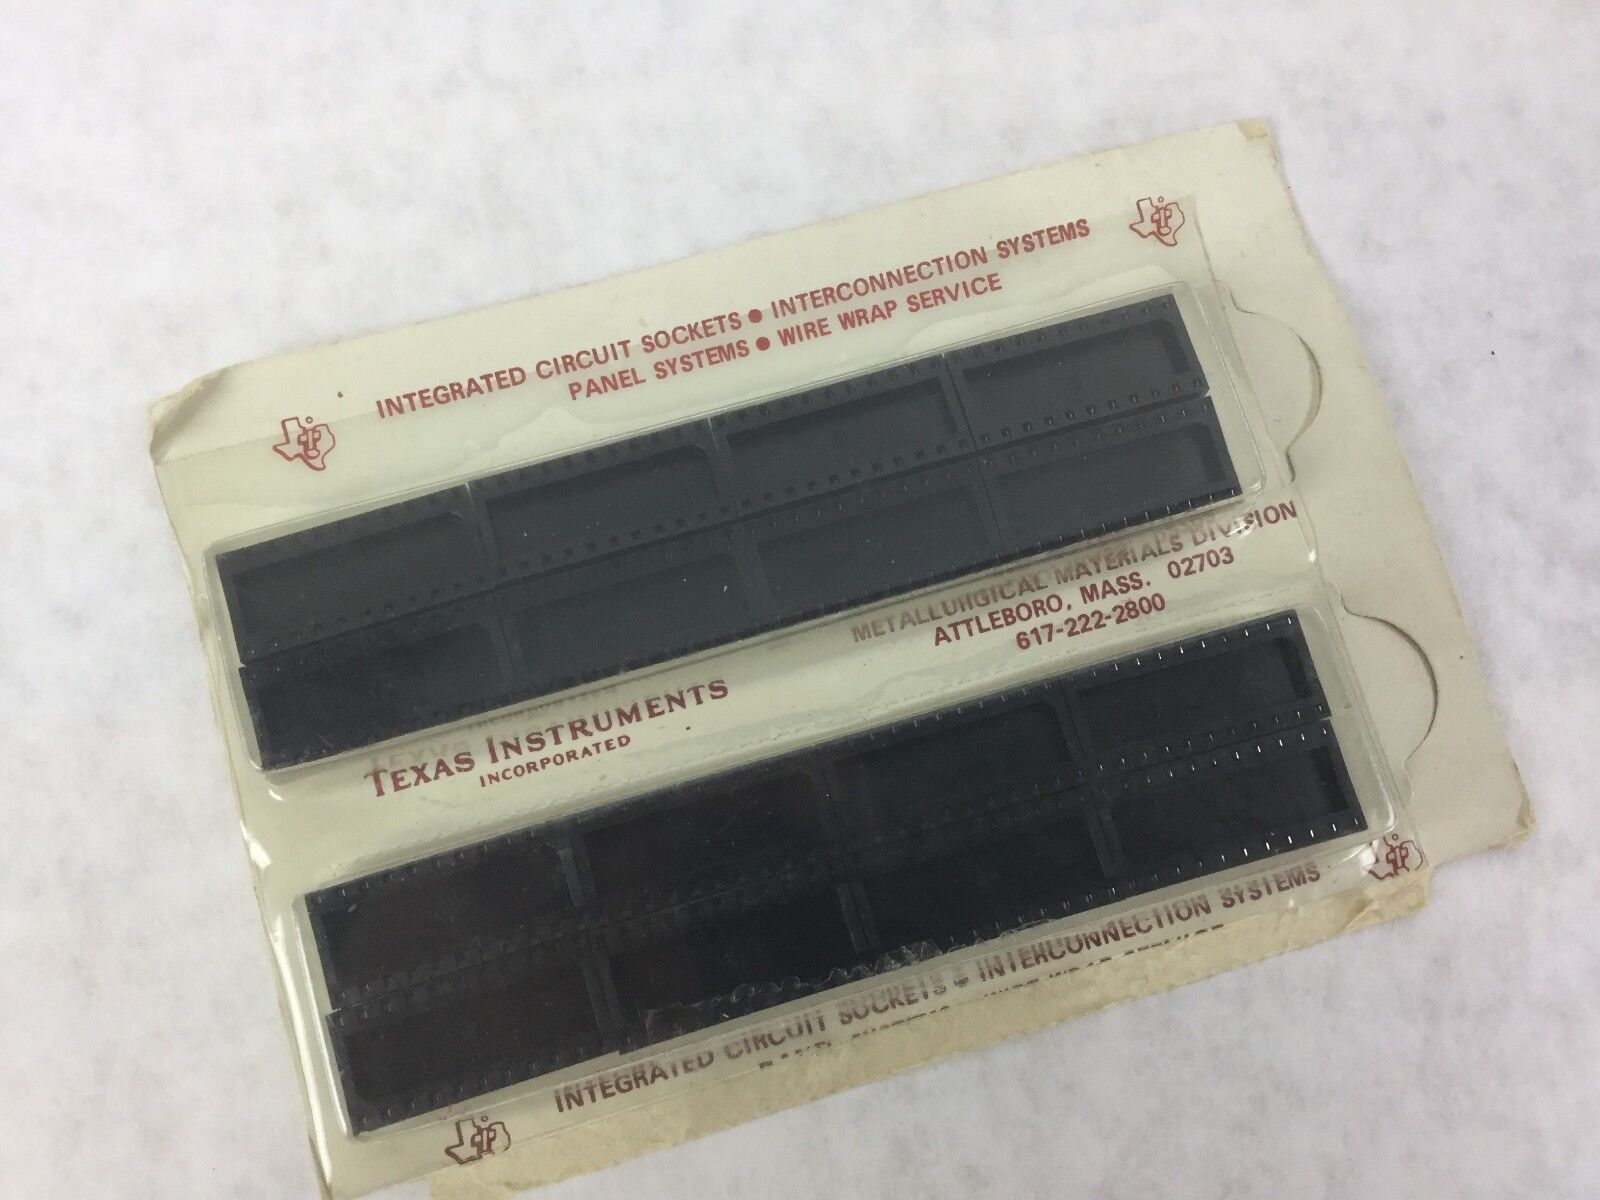 INTEGRATED CIRCUIT SOCKETS ● INTERCONNECTION SYSTEMS
PANEL SYSTEMS ● WIRE WRAP SERVICE
METALLURGICAL MATERIALS DIVISION
ATTLEBORO, MASS. 02703
617-222-2800
TEXAS INSTRUMENTS
INCORPORATED
INTEGRATED CIRCUIT SOCKETS ● INTERCONNECTION SYSTEMS